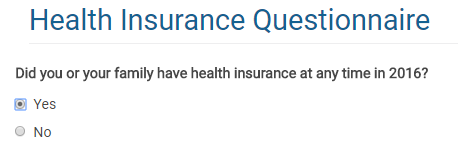 Health Insurance Questionnaire
Did you or your family have health insurance at any time in 2016?
Yes
No